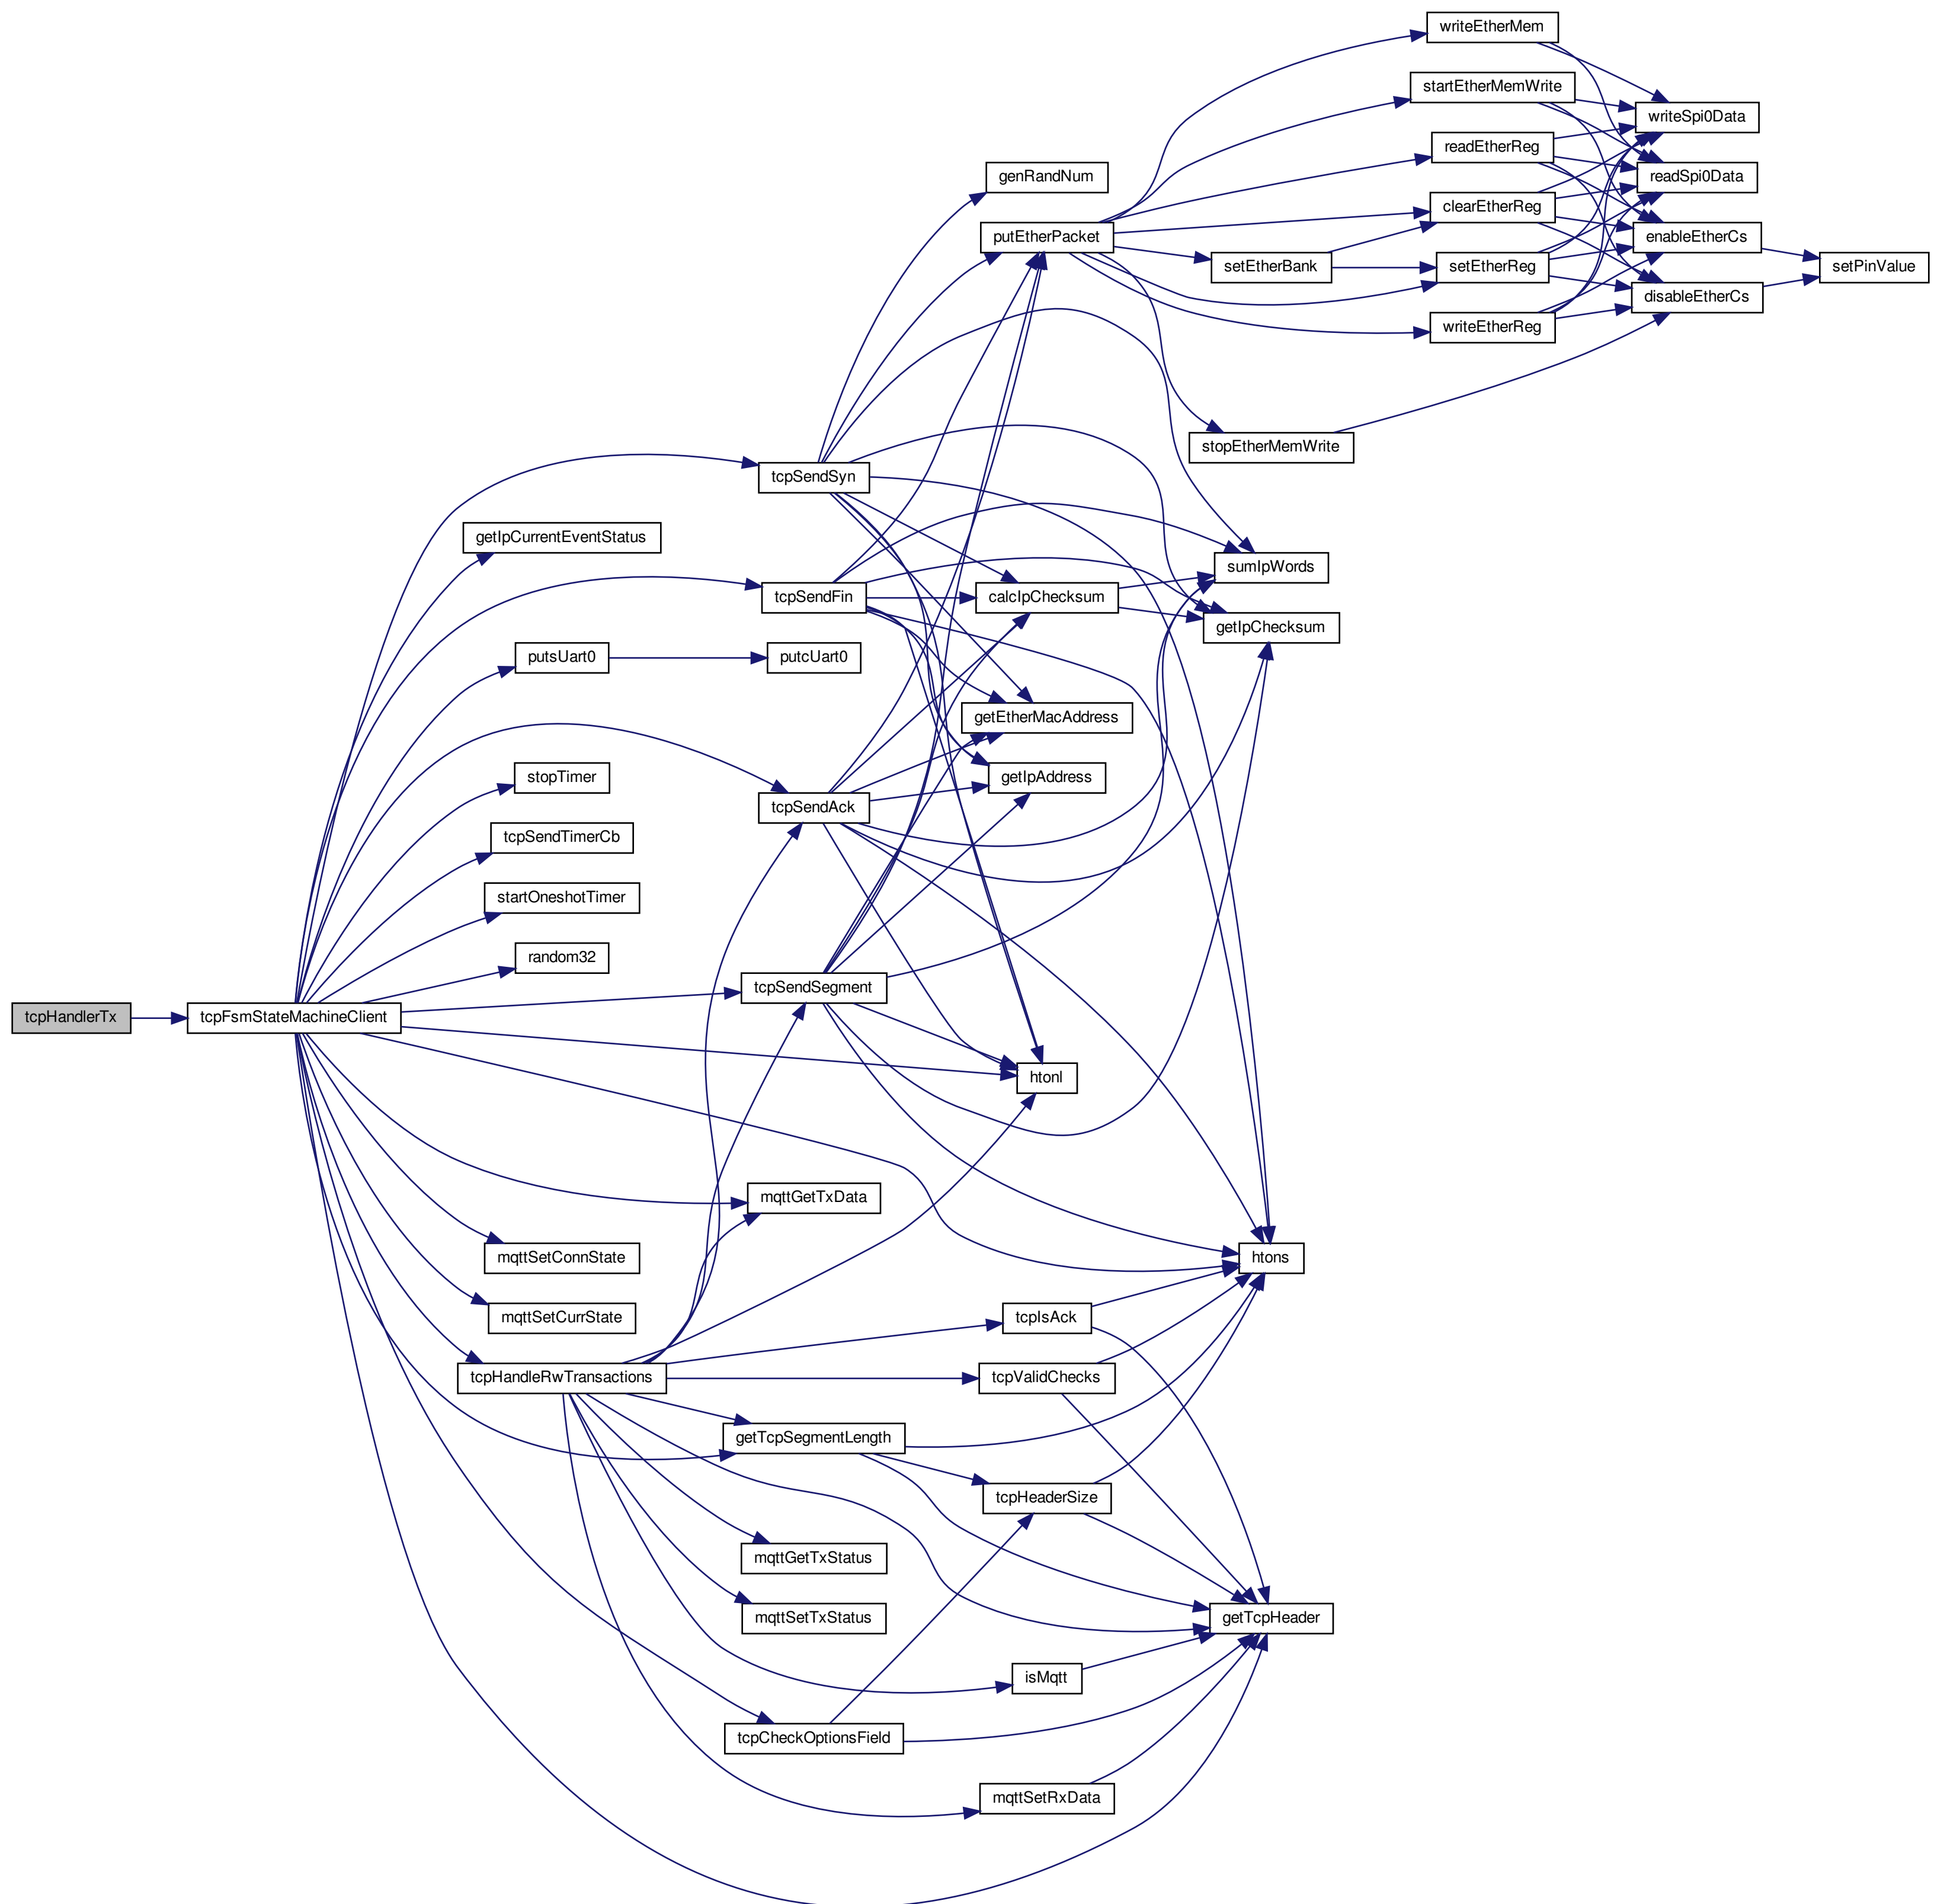 writeEtherMem
startEtherMemWrite
writeSpi0Data
readEtherReg
genRandNum
readSpi0Data
clearEtherReg
putEtherPacket
enableEtherCs
setEtherBank
setEtherReg
setPinValue
disableEtherCs
writeEtherReg
stopEtherMemWrite
tcpSendSyn
getIpCurrentEventStatus
sumIpWords
tcpSendFin
calcIpChecksum
getIpChecksum
putsUart0
putcUart0
getEtherMacAddress
stopTimer
getIpAddress
tcpSendAck
tcpSendTimerCb
startOneshotTimer
random32
tcpSendSegment
tcpHandlerTx
tcpFsmStateMachineClient
htonl
mqttGetTxData
mqttSetConnState
htons
mqttSetCurrState
tcpIsAck
tcpHandleRwTransactions
tcpValidChecks
getTcpSegmentLength
tcpHeaderSize
mqttGetTxStatus
mqttSetTxStatus
getTcpHeader
isMqtt
tcpCheckOptionsField
mqttSetRxData